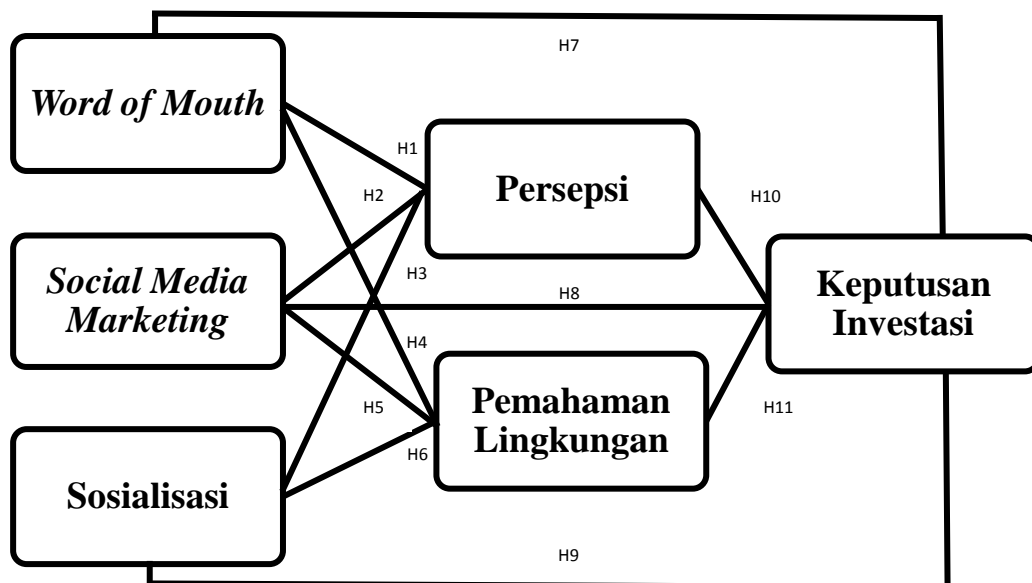 H7
Word of Mouth
H1
Persepsi
H2
H10
Social Media
Marketing
H3
H8
Keputusan
Investasi
H4
Pemahaman
Lingkungan
H5
H11
H6
Sosialisasi
H9